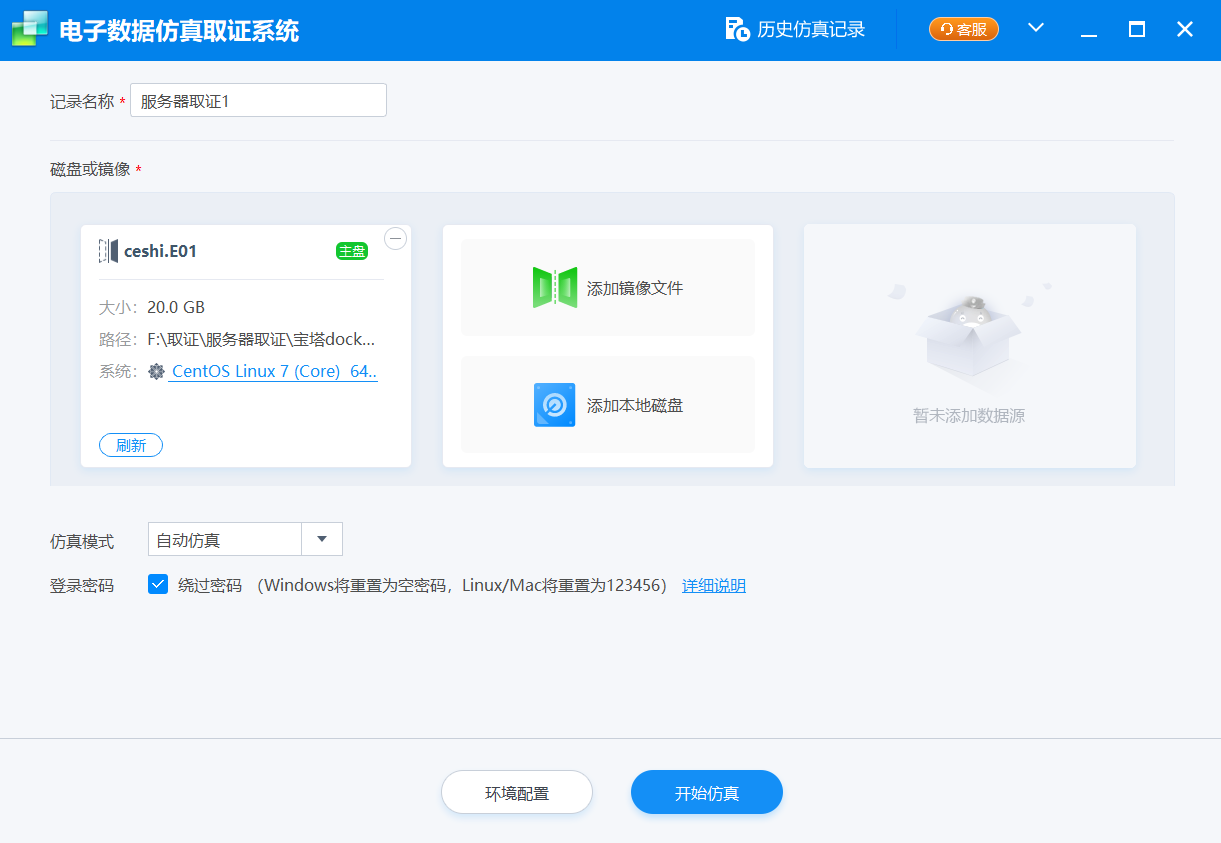 电子数据仿真取证系统
历史仿真记录
客服
记录名称 *
服务器取证1
磁盘或镜像 *
ceshi.E01
主盘
大小： 20.0 GB
路径： F:\取证\服务器取证\宝塔dock...
系统： CentOS Linux 7 (Core) 64..
刷新
添加镜像文件
添加本地磁盘
暂未添加数据源
仿真模式
自动仿真
登录密码
绕过密码 （Windows将重置为空密码，Linux/Mac将重置为123456） 详细说明
环境配置
开始仿真